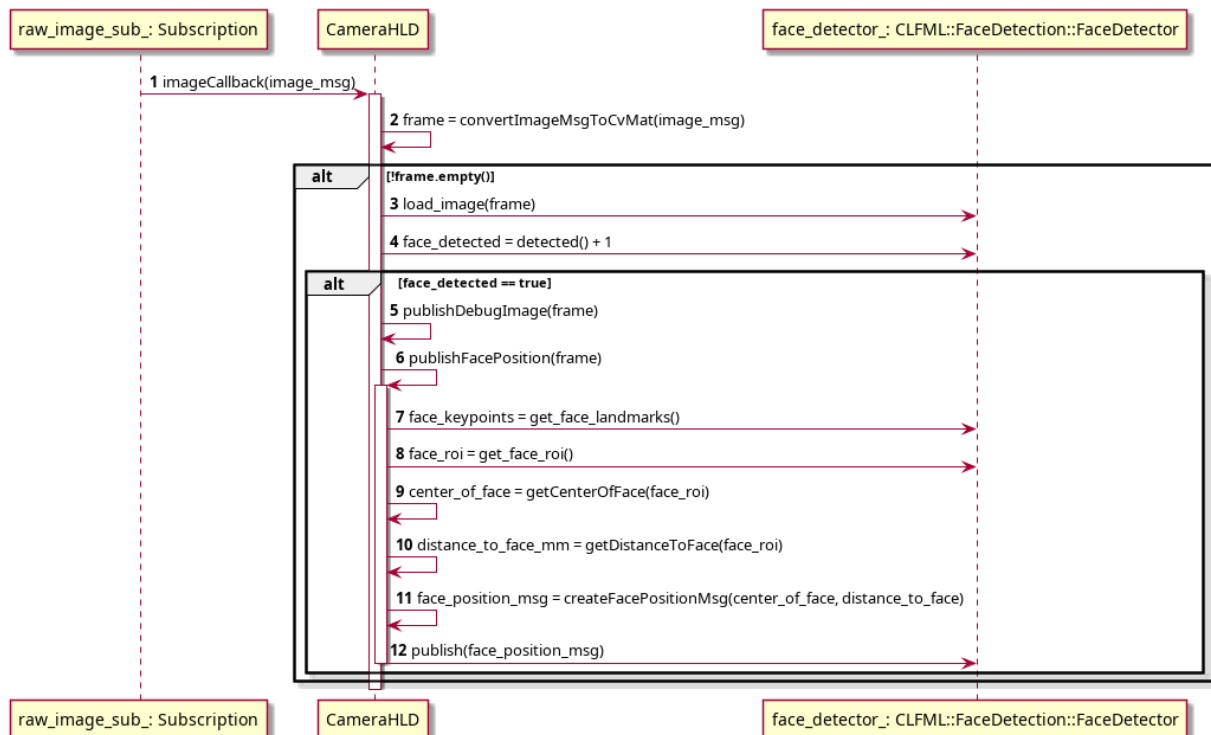 raw_image_sub_: Subscription
CameraHLD
face_detector_: CLFML::FaceDetection::FaceDetector
1 imageCallback(image_msg)
2 frame = convertImageMsgToCvMat(image_msg)
alt [!frame.empty()]
3 load_image(frame)
4 face_detected = detected() + 1
alt [face_detected == true]
5 publishDebugImage(frame)
6 publishFacePosition(frame)
7 face_keypoints = get_face_landmarks()
8 face_roi = get_face_roi()
9 center_of_face = getCenterOfFace(face_roi)
10 distance_to_face_mm = getDistanceToFace(face_roi)
11 face_position_msg = createFacePositionMsg(center_of_face, distance_to_face)
12 publish(face_position_msg)
raw_image_sub_: Subscription
CameraHLD
face_detector_: CLFML::FaceDetection::FaceDetector